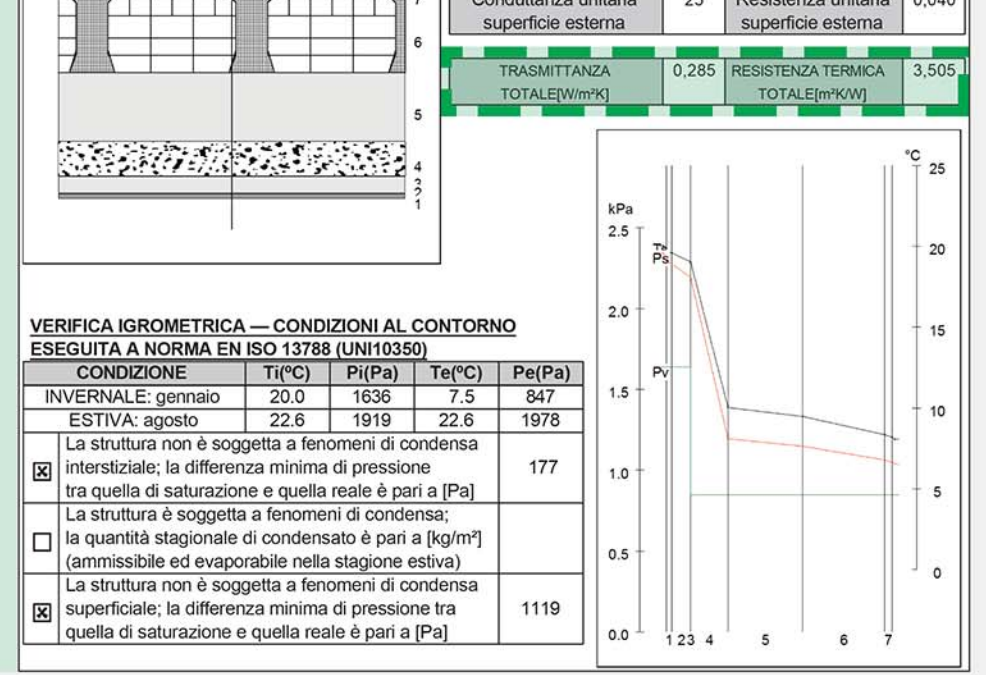 7
6
5
4
3
2
1
Conduttanza unitaria
superficie esterna
25
Resistenza unitaria
superficie esterna
0,040
TRASMITTANZA
TOTALE[W/m²K]
0,285
RESISTENZA TERMICA
TOTALE[m²K/W]
3,505
°C
25
20
15
10
5
0
kPa
2.5
2.0
1.5
1.0
0.5
0.0
Ps
Pv
1 2 3 4 5 6 7
VERIFICA IGROMETRICA — CONDIZIONI AL CONTORNO
ESEGUITA A NORMA EN ISO 13788 (UNI10350)
CONDIZIONE Ti(ºC) Pi(Pa) Te(ºC) Pe(Pa)
INVERNALE: gennaio 20.0 1636 7.5 847
ESTIVA: agosto 22.6 1919 22.6 1978
La struttura non è soggetta a fenomeni di condensa
interstiziale; la differenza minima di pressione
tra quella di saturazione e quella reale è pari a [Pa]
177
La struttura è soggetta a fenomeni di condensa;
la quantità stagionale di condensato è pari a [kg/m²]
(ammissibile ed evaporabile nella stagione estiva)
La struttura non è soggetta a fenomeni di condensa
superficiale; la differenza minima di pressione tra
quella di saturazione e quella reale è pari a [Pa]
1119